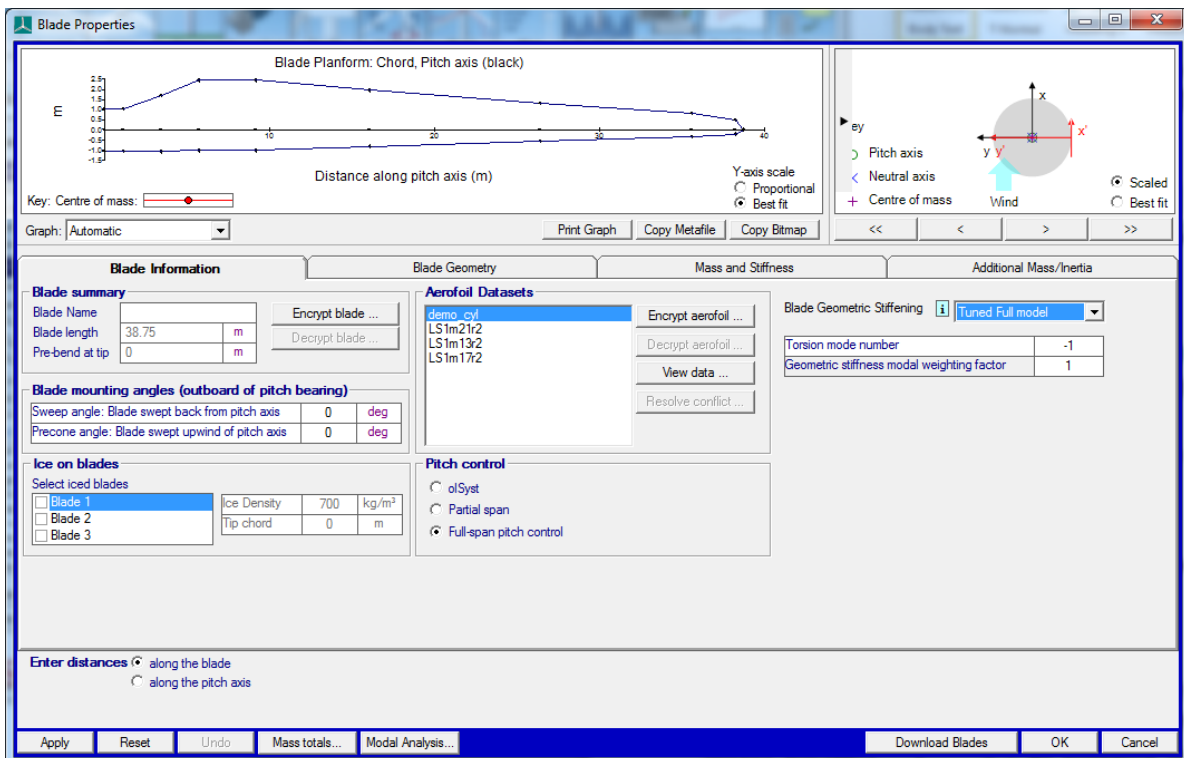 Blade Properties
Blade Planform: Chord, Pitch axis (black)
2.5
2.0
1.5
1.0
0.5
0.0
-0.5
-1.0
-1.5
m
10
20
30
40
Distance along pitch axis (m)
Y-axis scale
Proportional
Best fit
Key: Centre of mass:
x
x'
y y'
ey
Pitch axis
Neutral axis
Centre of mass
Wind
Scaled
Best fit
Graph: Automatic
Print Graph
Copy Metafile
Copy Bitmap
<<
<
>
>>
Blade Information
Blade Geometry
Mass and Stiffness
Additional Mass/Inertia
Blade summary
Blade Name
Blade length 38.75 m
Pre-bend at tip 0 m
Encrypt blade ...
Decrypt blade ...
Blade mounting angles (outboard of pitch bearing)
Sweep angle: Blade swept back from pitch axis 0 deg
Precone angle: Blade swept upwind of pitch axis 0 deg
Ice on blades
Select iced blades
Blade 1
Blade 2
Blade 3
Ice Density 700 kg/m³
Tip chord 0 m
Aerofoil Datasets
demo_cyl
LS1m21r2
LS1m13r2
LS1m17r2
Encrypt aerofoil ...
Decrypt aerofoil ...
View data ...
Resolve conflict ...
Pitch control
olSyst
Partial span
Full-span pitch control
Blade Geometric Stiffening i Tuned Full model
Torsion mode number -1
Geometric stiffness modal weighting factor 1
Enter distances along the blade
along the pitch axis
Apply
Reset
Undo
Mass totals...
Modal Analysis...
Download Blades
OK
Cancel